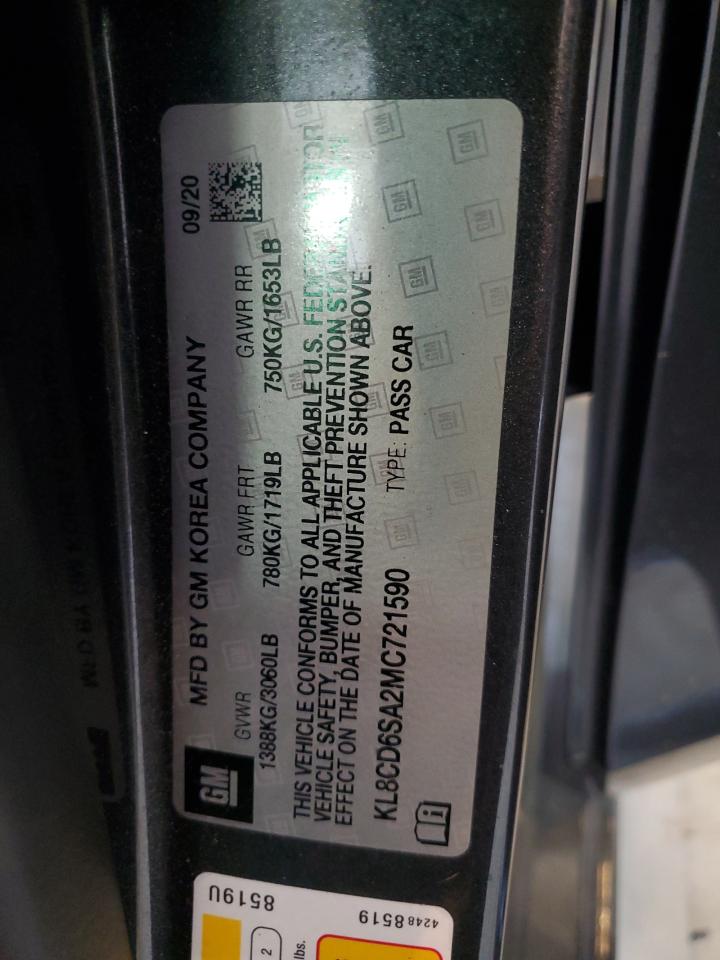 GM
MFD BY GM KOREA COMPANY 09/20
GVWR GAWR FRT GAWR RR
1388KG/3060LB 780KG/1719LB 750KG/1653LB
THIS VEHICLE CONFORMS TO ALL APPLICABLE U.S. FEDERAL MOTOR
VEHICLE SAFETY, BUMPER, AND THEFT PREVENTION STANDARDS IN
EFFECT ON THE DATE OF MANUFACTURE SHOWN ABOVE.
KL8CD6SA2MC721590 TYPE: PASS CAR
8519U
42488519
2
lbs.